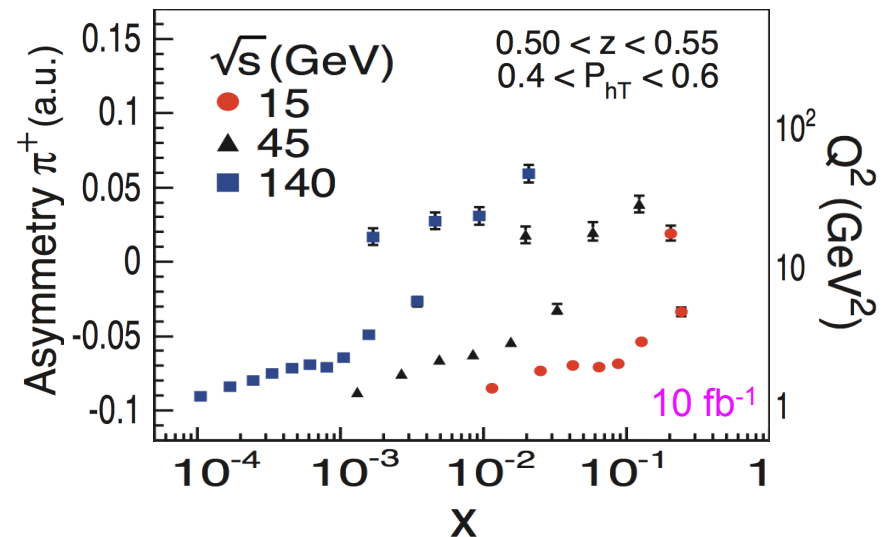 0.15
0.1
0.05
0
-0.05
-0.1
Asymmetry π⁺ (a.u.)
√s (GeV)
15
45
140
0.50 < z < 0.55
0.4 < P_hT < 0.6
10 fb⁻¹
10²
10
1
Q² (GeV²)
10⁻⁴
10⁻³
10⁻²
10⁻¹
1
x